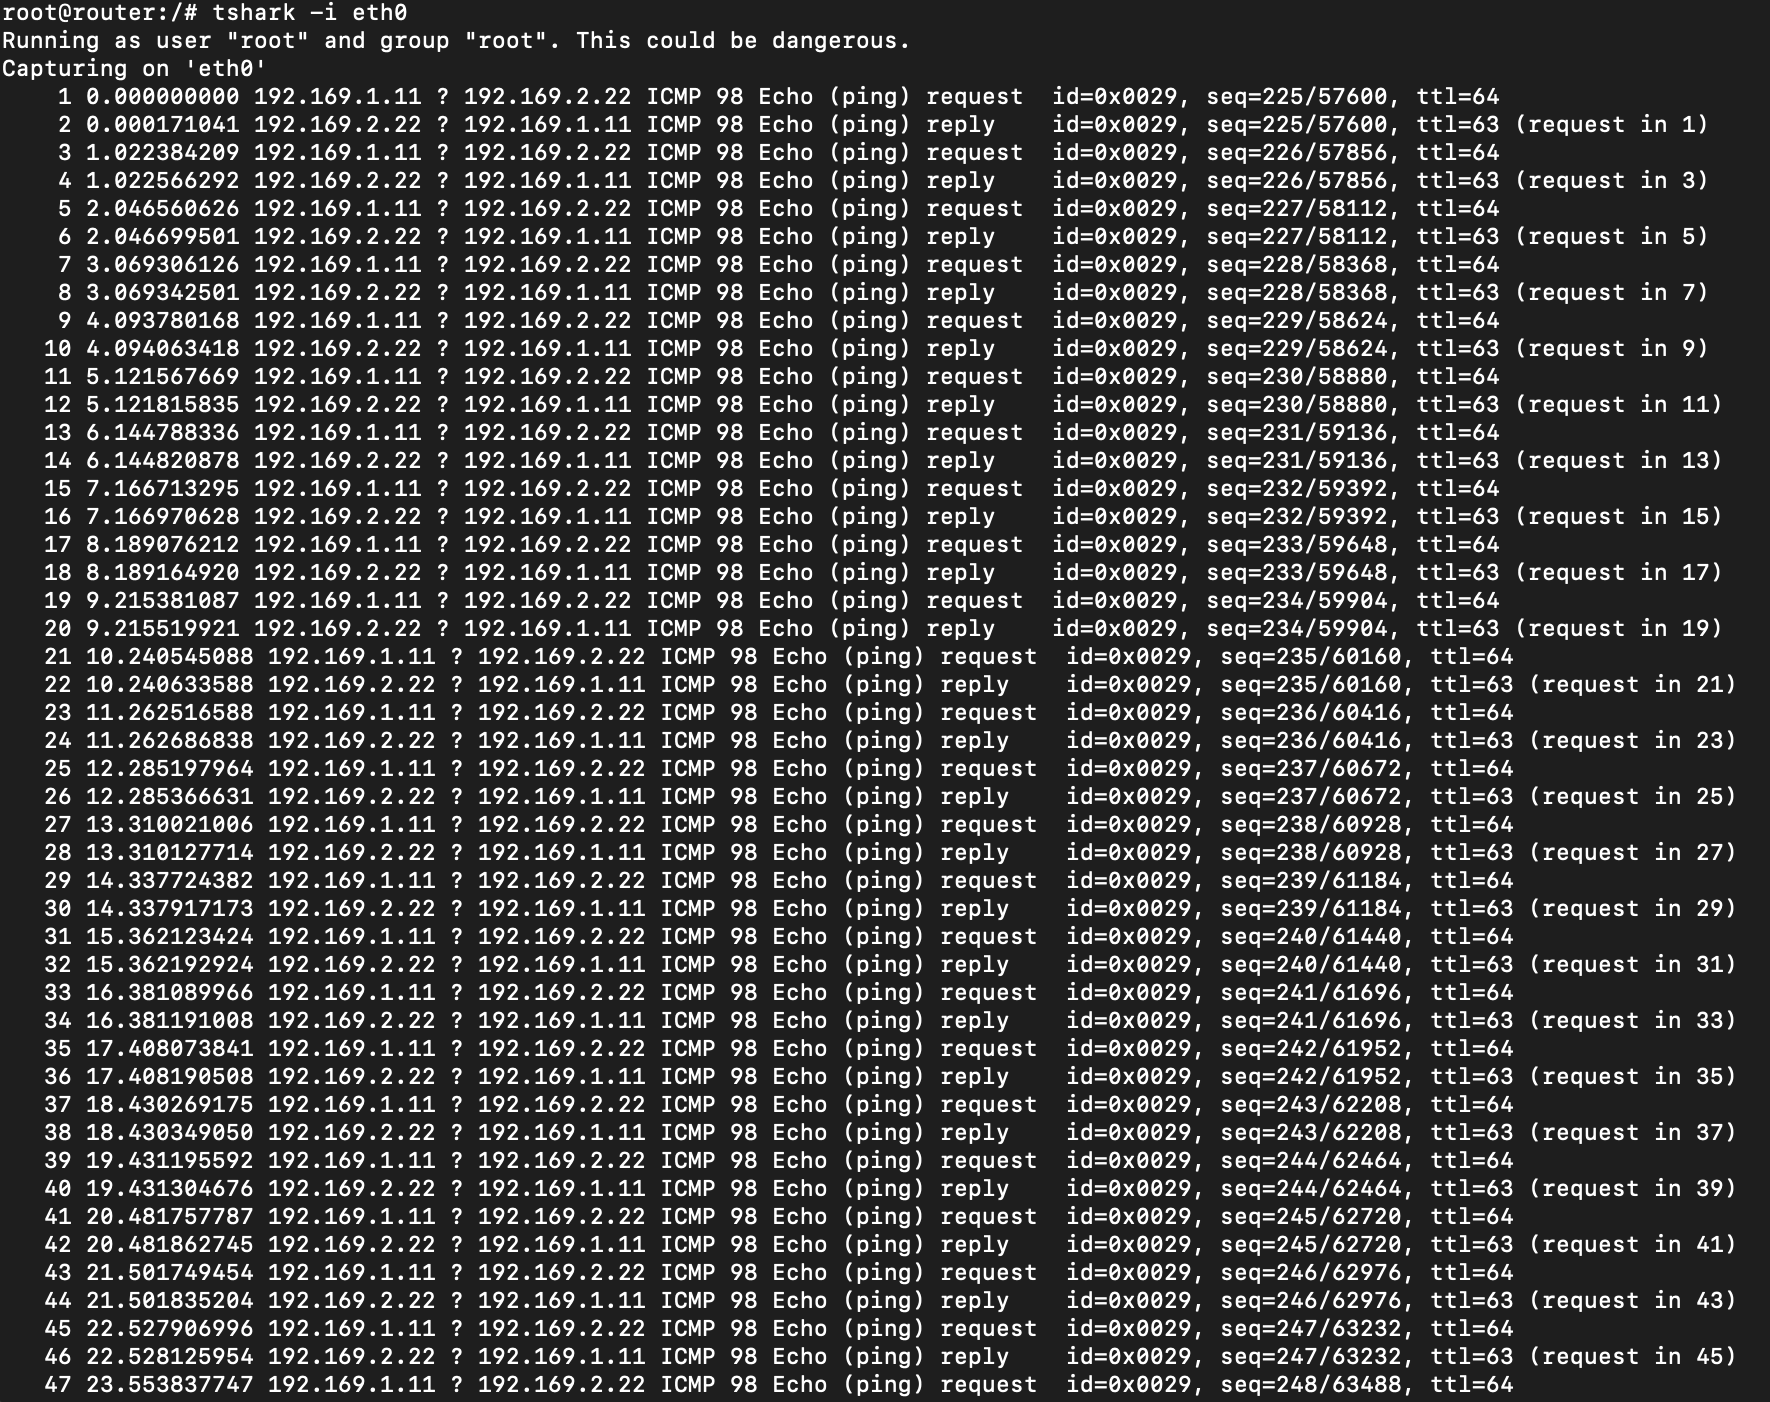 root@router:/# tshark -i eth0
Running as user "root" and group "root". This could be dangerous.
Capturing on 'eth0'
    1 0.000000000 192.169.1.11 ? 192.169.2.22 ICMP 98 Echo (ping) request  id=0x0029, seq=225/57600, ttl=64
    2 0.000171041 192.169.2.22 ? 192.169.1.11 ICMP 98 Echo (ping) reply    id=0x0029, seq=225/57600, ttl=63 (request in 1)
    3 1.022384209 192.169.1.11 ? 192.169.2.22 ICMP 98 Echo (ping) request  id=0x0029, seq=226/57856, ttl=64
    4 1.022566292 192.169.2.22 ? 192.169.1.11 ICMP 98 Echo (ping) reply    id=0x0029, seq=226/57856, ttl=63 (request in 3)
    5 2.046560626 192.169.1.11 ? 192.169.2.22 ICMP 98 Echo (ping) request  id=0x0029, seq=227/58112, ttl=64
    6 2.046699501 192.169.2.22 ? 192.169.1.11 ICMP 98 Echo (ping) reply    id=0x0029, seq=227/58112, ttl=63 (request in 5)
    7 3.069306126 192.169.1.11 ? 192.169.2.22 ICMP 98 Echo (ping) request  id=0x0029, seq=228/58368, ttl=64
    8 3.069342501 192.169.2.22 ? 192.169.1.11 ICMP 98 Echo (ping) reply    id=0x0029, seq=228/58368, ttl=63 (request in 7)
    9 4.093780168 192.169.1.11 ? 192.169.2.22 ICMP 98 Echo (ping) request  id=0x0029, seq=229/58624, ttl=64
   10 4.094063418 192.169.2.22 ? 192.169.1.11 ICMP 98 Echo (ping) reply    id=0x0029, seq=229/58624, ttl=63 (request in 9)
   11 5.121567669 192.169.1.11 ? 192.169.2.22 ICMP 98 Echo (ping) request  id=0x0029, seq=230/58880, ttl=64
   12 5.121815835 192.169.2.22 ? 192.169.1.11 ICMP 98 Echo (ping) reply    id=0x0029, seq=230/58880, ttl=63 (request in 11)
   13 6.144788336 192.169.1.11 ? 192.169.2.22 ICMP 98 Echo (ping) request  id=0x0029, seq=231/59136, ttl=64
   14 6.144820878 192.169.2.22 ? 192.169.1.11 ICMP 98 Echo (ping) reply    id=0x0029, seq=231/59136, ttl=63 (request in 13)
   15 7.166713295 192.169.1.11 ? 192.169.2.22 ICMP 98 Echo (ping) request  id=0x0029, seq=232/59392, ttl=64
   16 7.166970628 192.169.2.22 ? 192.169.1.11 ICMP 98 Echo (ping) reply    id=0x0029, seq=232/59392, ttl=63 (request in 15)
   17 8.189076212 192.169.1.11 ? 192.169.2.22 ICMP 98 Echo (ping) request  id=0x0029, seq=233/59648, ttl=64
   18 8.189164920 192.169.2.22 ? 192.169.1.11 ICMP 98 Echo (ping) reply    id=0x0029, seq=233/59648, ttl=63 (request in 17)
   19 9.215381087 192.169.1.11 ? 192.169.2.22 ICMP 98 Echo (ping) request  id=0x0029, seq=234/59904, ttl=64
   20 9.215519921 192.169.2.22 ? 192.169.1.11 ICMP 98 Echo (ping) reply    id=0x0029, seq=234/59904, ttl=63 (request in 19)
   21 10.240545088 192.169.1.11 ? 192.169.2.22 ICMP 98 Echo (ping) request  id=0x0029, seq=235/60160, ttl=64
   22 10.240633588 192.169.2.22 ? 192.169.1.11 ICMP 98 Echo (ping) reply    id=0x0029, seq=235/60160, ttl=63 (request in 21)
   23 11.262516588 192.169.1.11 ? 192.169.2.22 ICMP 98 Echo (ping) request  id=0x0029, seq=236/60416, ttl=64
   24 11.262686838 192.169.2.22 ? 192.169.1.11 ICMP 98 Echo (ping) reply    id=0x0029, seq=236/60416, ttl=63 (request in 23)
   25 12.285197964 192.169.1.11 ? 192.169.2.22 ICMP 98 Echo (ping) request  id=0x0029, seq=237/60672, ttl=64
   26 12.285366631 192.169.2.22 ? 192.169.1.11 ICMP 98 Echo (ping) reply    id=0x0029, seq=237/60672, ttl=63 (request in 25)
   27 13.310021006 192.169.1.11 ? 192.169.2.22 ICMP 98 Echo (ping) request  id=0x0029, seq=238/60928, ttl=64
   28 13.310127714 192.169.2.22 ? 192.169.1.11 ICMP 98 Echo (ping) reply    id=0x0029, seq=238/60928, ttl=63 (request in 27)
   29 14.337724382 192.169.1.11 ? 192.169.2.22 ICMP 98 Echo (ping) request  id=0x0029, seq=239/61184, ttl=64
   30 14.337917173 192.169.2.22 ? 192.169.1.11 ICMP 98 Echo (ping) reply    id=0x0029, seq=239/61184, ttl=63 (request in 29)
   31 15.362123424 192.169.1.11 ? 192.169.2.22 ICMP 98 Echo (ping) request  id=0x0029, seq=240/61440, ttl=64
   32 15.362192924 192.169.2.22 ? 192.169.1.11 ICMP 98 Echo (ping) reply    id=0x0029, seq=240/61440, ttl=63 (request in 31)
   33 16.381089966 192.169.1.11 ? 192.169.2.22 ICMP 98 Echo (ping) request  id=0x0029, seq=241/61696, ttl=64
   34 16.381191008 192.169.2.22 ? 192.169.1.11 ICMP 98 Echo (ping) reply    id=0x0029, seq=241/61696, ttl=63 (request in 33)
   35 17.408073841 192.169.1.11 ? 192.169.2.22 ICMP 98 Echo (ping) request  id=0x0029, seq=242/61952, ttl=64
   36 17.408190508 192.169.2.22 ? 192.169.1.11 ICMP 98 Echo (ping) reply    id=0x0029, seq=242/61952, ttl=63 (request in 35)
   37 18.430269175 192.169.1.11 ? 192.169.2.22 ICMP 98 Echo (ping) request  id=0x0029, seq=243/62208, ttl=64
   38 18.430349050 192.169.2.22 ? 192.169.1.11 ICMP 98 Echo (ping) reply    id=0x0029, seq=243/62208, ttl=63 (request in 37)
   39 19.431195592 192.169.1.11 ? 192.169.2.22 ICMP 98 Echo (ping) request  id=0x0029, seq=244/62464, ttl=64
   40 19.431304676 192.169.2.22 ? 192.169.1.11 ICMP 98 Echo (ping) reply    id=0x0029, seq=244/62464, ttl=63 (request in 39)
   41 20.481757787 192.169.1.11 ? 192.169.2.22 ICMP 98 Echo (ping) request  id=0x0029, seq=245/62720, ttl=64
   42 20.481862745 192.169.2.22 ? 192.169.1.11 ICMP 98 Echo (ping) reply    id=0x0029, seq=245/62720, ttl=63 (request in 41)
   43 21.501749454 192.169.1.11 ? 192.169.2.22 ICMP 98 Echo (ping) request  id=0x0029, seq=246/62976, ttl=64
   44 21.501835204 192.169.2.22 ? 192.169.1.11 ICMP 98 Echo (ping) reply    id=0x0029, seq=246/62976, ttl=63 (request in 43)
   45 22.527906996 192.169.1.11 ? 192.169.2.22 ICMP 98 Echo (ping) request  id=0x0029, seq=247/63232, ttl=64
   46 22.528125954 192.169.2.22 ? 192.169.1.11 ICMP 98 Echo (ping) reply    id=0x0029, seq=247/63232, ttl=63 (request in 45)
   47 23.553837747 192.169.1.11 ? 192.169.2.22 ICMP 98 Echo (ping) request  id=0x0029, seq=248/63488, ttl=64